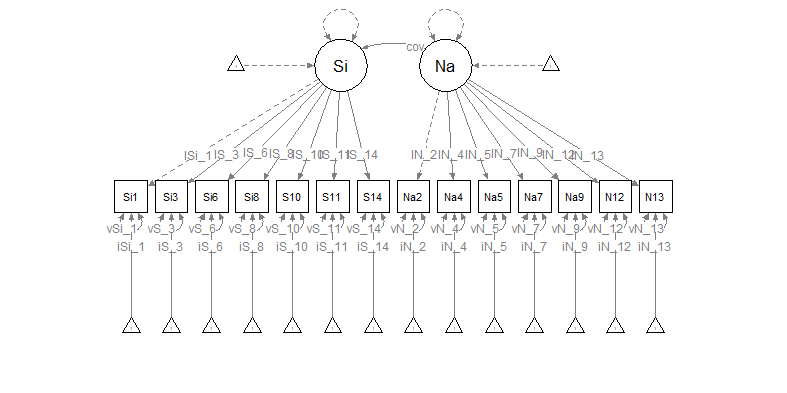 Si Na
cov
lSi_1 lS_3 lS_6 lS_8 lS_10 lS_11 lS_14 lN_2 lN_4 lN_5 lN_7 lN_9 lN_12 lN_13
Si1 Si3 Si6 Si8 S10 S11 S14 Na2 Na4 Na5 Na7 Na9 N12 N13
vSi_1 vS_3 vS_6 vS_8 vS_10 vS_11 vS_14 vN_2 vN_4 vN_5 vN_7 vN_9 vN_12 vN_13
iSi_1 iS_3 iS_6 iS_8 iS_10 iS_11 iS_14 iN_2 iN_4 iN_5 iN_7 iN_9 iN_12 iN_13